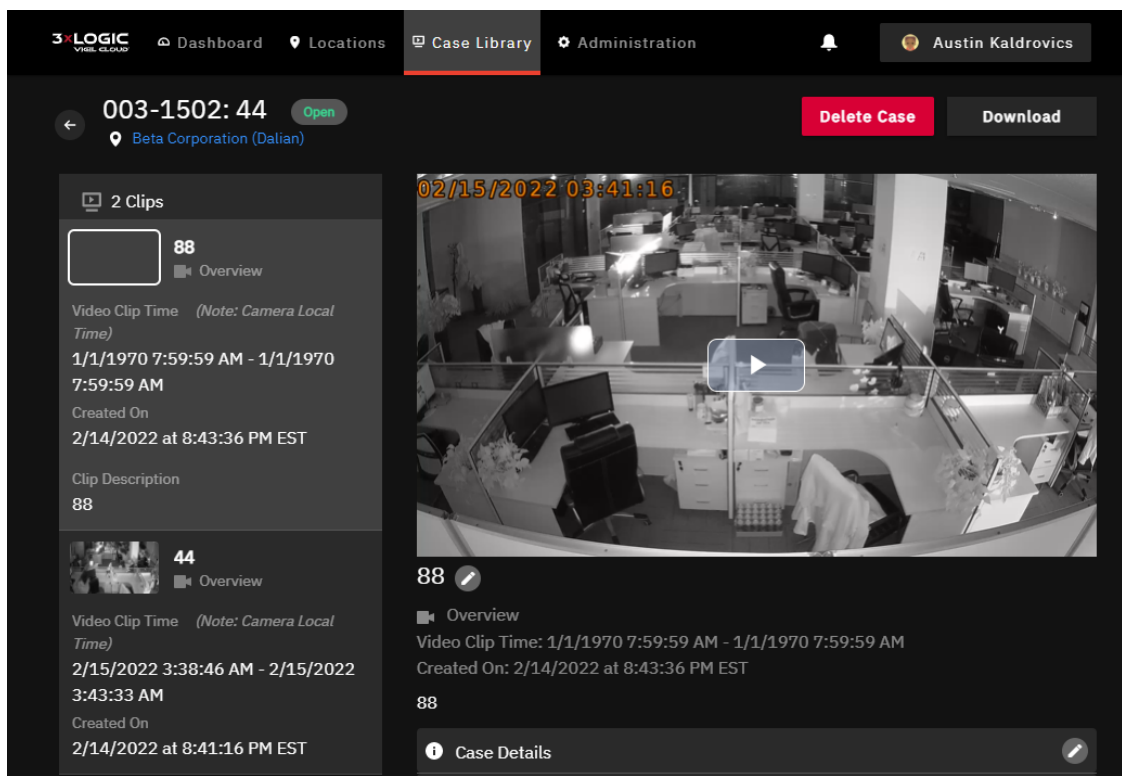 3×LOGIC
VIGIL CLOUD
Dashboard
Locations
Case Library
Administration
Austin Kaldrovics
003-1502: 44
Open
Beta Corporation (Dalian)
Delete Case
Download
2 Clips
88
Overview
Video Clip Time (Note: Camera Local
Time)
1/1/1970 7:59:59 AM - 1/1/1970
7:59:59 AM
Created On
2/14/2022 at 8:43:36 PM EST
Clip Description
88
44
Overview
Video Clip Time (Note: Camera Local
Time)
2/15/2022 3:38:46 AM - 2/15/2022
3:43:33 AM
Created On
2/14/2022 at 8:41:16 PM EST
02/15/2022 03:41:16
88
Overview
Video Clip Time: 1/1/1970 7:59:59 AM - 1/1/1970 7:59:59 AM
Created On: 2/14/2022 at 8:43:36 PM EST
88
Case Details